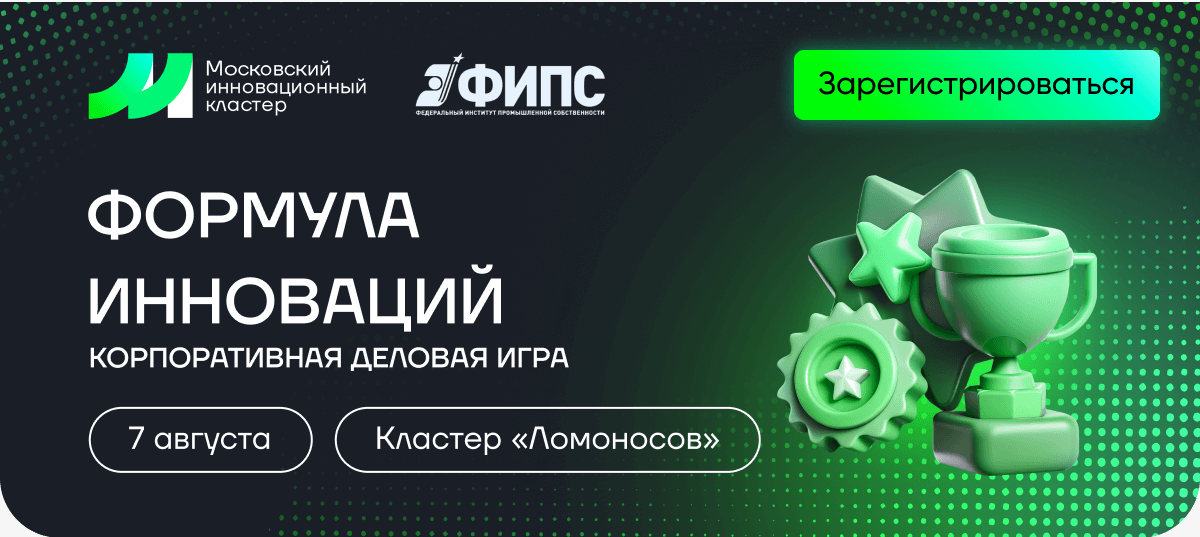 Московский
инновационный
кластер
ФИПС
ФЕДЕРАЛЬНЫЙ ИНСТИТУТ ПРОМЫШЛЕННОЙ СОБСТВЕННОСТИ
Зарегистрироваться
ФОРМУЛА
ИННОВАЦИЙ
КОРПОРАТИВНАЯ ДЕЛОВАЯ ИГРА
7 августа
Кластер «Ломоносов»